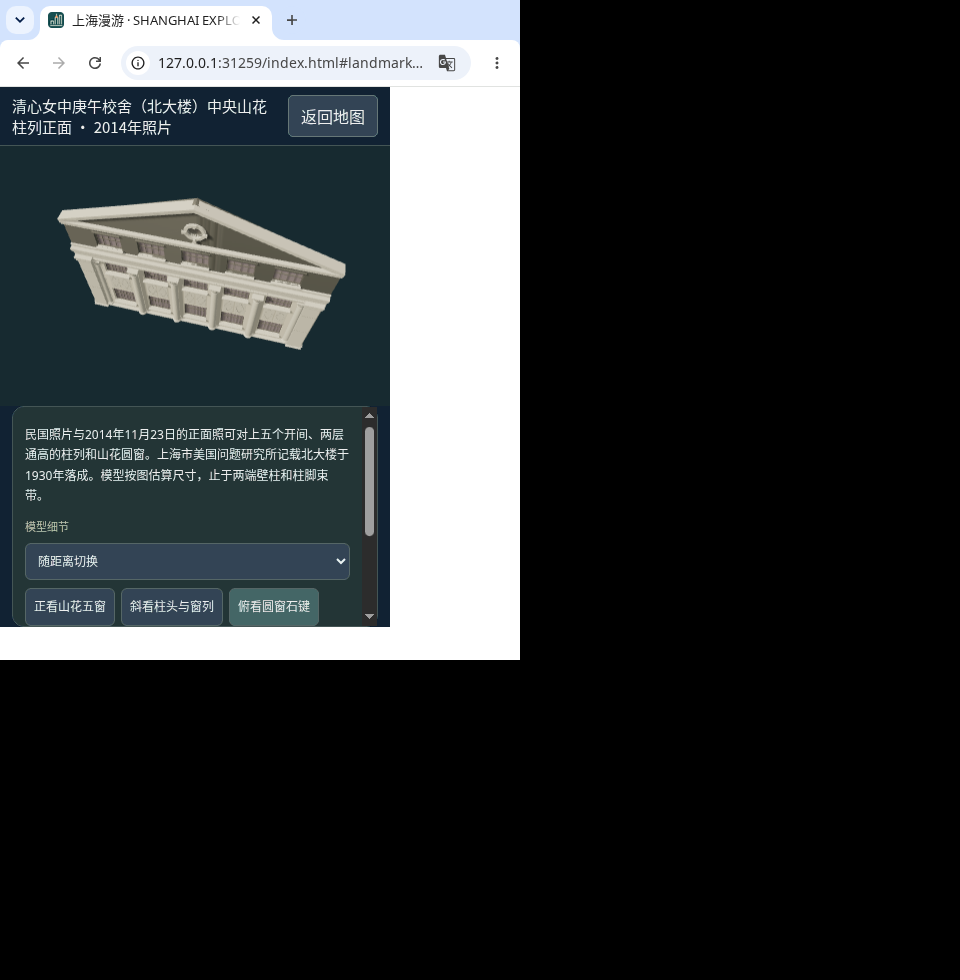 上海漫游 · SHANGHAI EXPLO
127.0.0.1:31259/index.html#landmark...
清心女中庚午校舍（北大楼）中央山花
柱列正面 · 2014年照片
返回地图
民国照片与2014年11月23日的正面照可对上五个开间、两层
通高的柱列和山花圆窗。上海市美国问题研究所记载北大楼于
1930年落成。模型按图估算尺寸，止于两端壁柱和柱脚束
带。
模型细节
随距离切换
正看山花五窗
斜看柱头与窗列
俯看圆窗石键